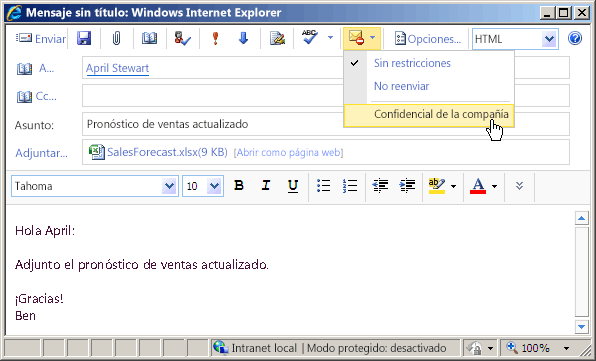 Mensaje sin título: Windows Internet Explorer
Enviar Opciones... HTML
Sin restricciones
No reenviar
Confidencial de la compañía
A... April Stewart
Cc...
Asunto: Pronóstico de ventas actualizado
Adjuntar... SalesForecast.xlsx(9 KB) [Abrir como página web]
Tahoma 10 B I U ab A
Hola April:
Adjunto el pronóstico de ventas actualizado.
¡Gracias!
Ben
Intranet local | Modo protegido: desactivado 100%